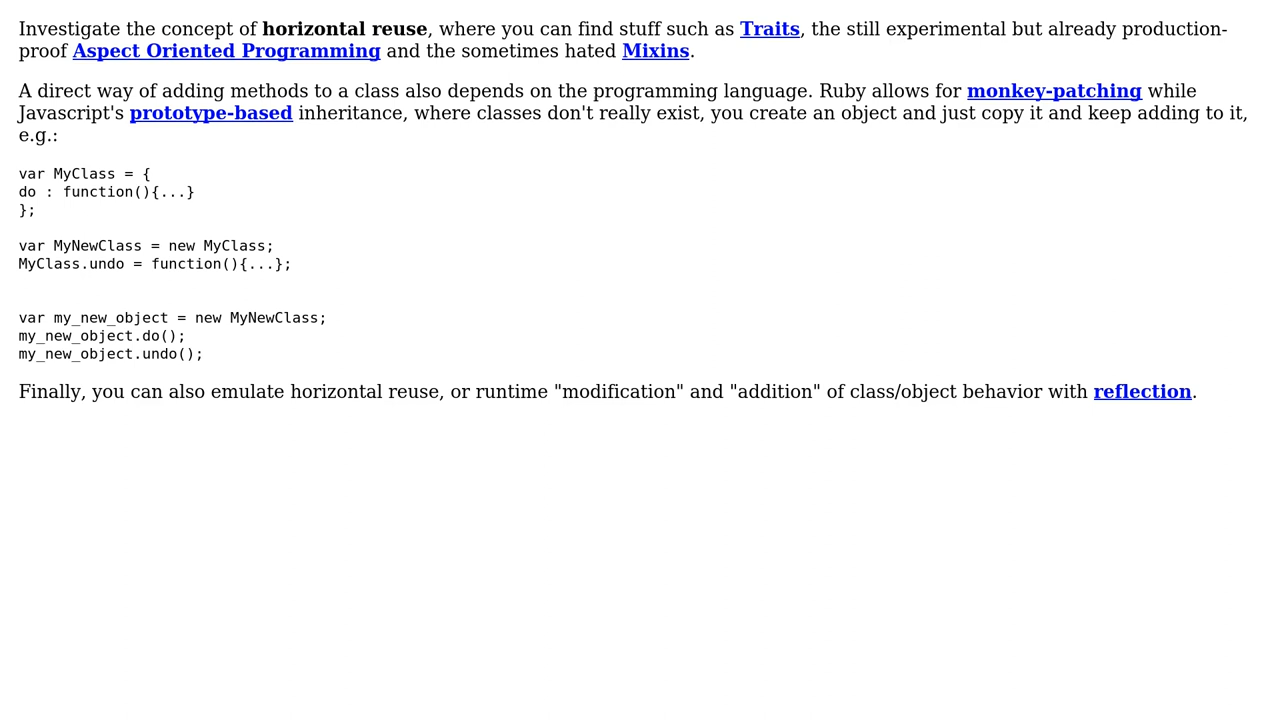 Investigate the concept of horizontal reuse, where you can find stuff such as Traits, the still experimental but already production-
proof Aspect Oriented Programming and the sometimes hated Mixins.
A direct way of adding methods to a class also depends on the programming language. Ruby allows for monkey-patching while
Javascript's prototype-based inheritance, where classes don't really exist, you create an object and just copy it and keep adding to it,
e.g.:
var MyClass = {
do : function(){...}
};
var MyNewClass = new MyClass;
MyClass.undo = function(){...};
var my_new_object = new MyNewClass;
my_new_object.do();
my_new_object.undo();
Finally, you can also emulate horizontal reuse, or runtime "modification" and "addition" of class/object behavior with reflection.